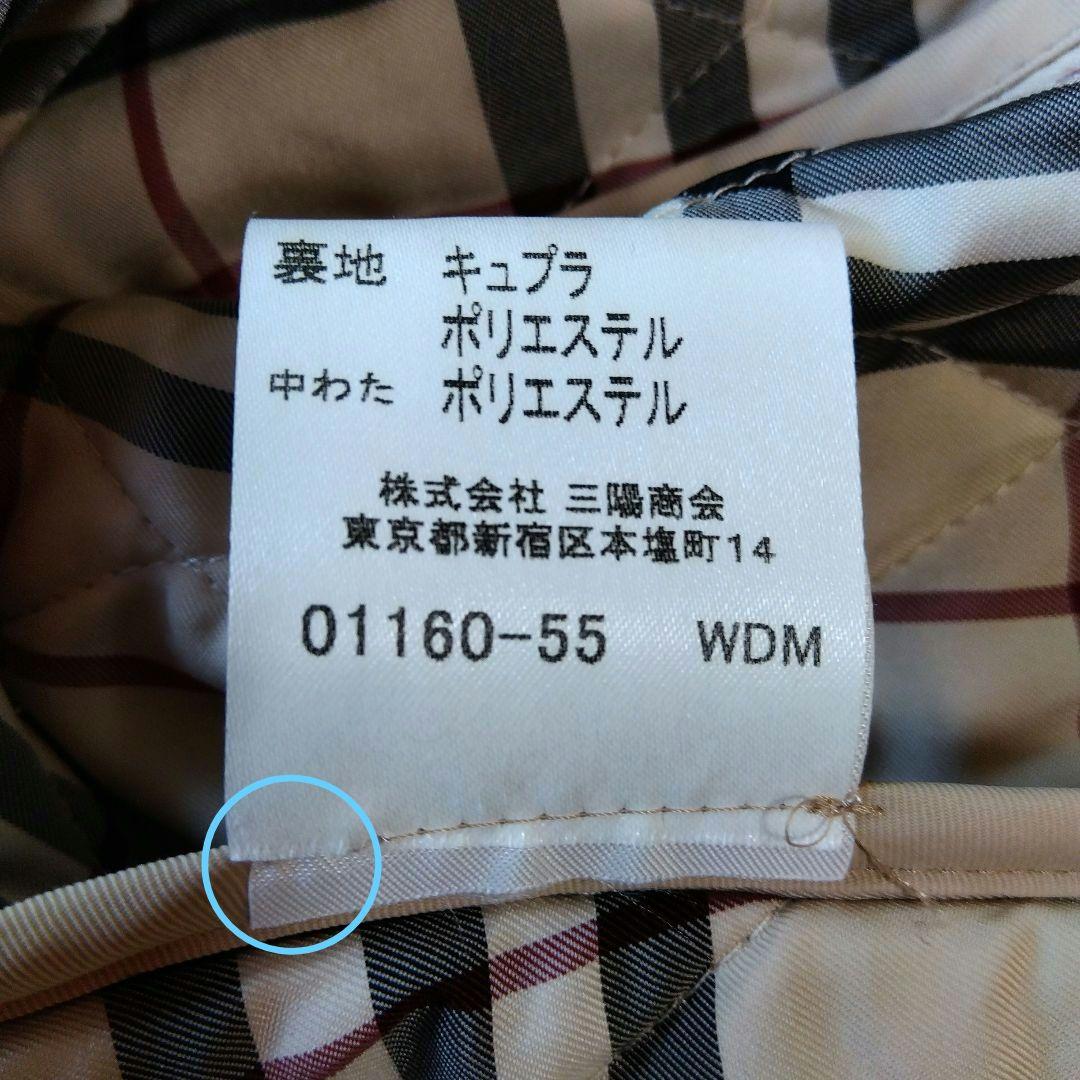 裏地 キュプラ
ポリエステル
中わた ポリエステル
株式会社 三陽商会
東京都新宿区本塩町14
01160-55 WDM